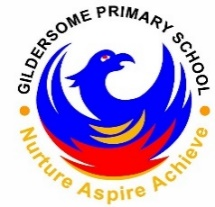 GILDERSOME PRIMARY SCHOOL
Nurture Aspire Achieve